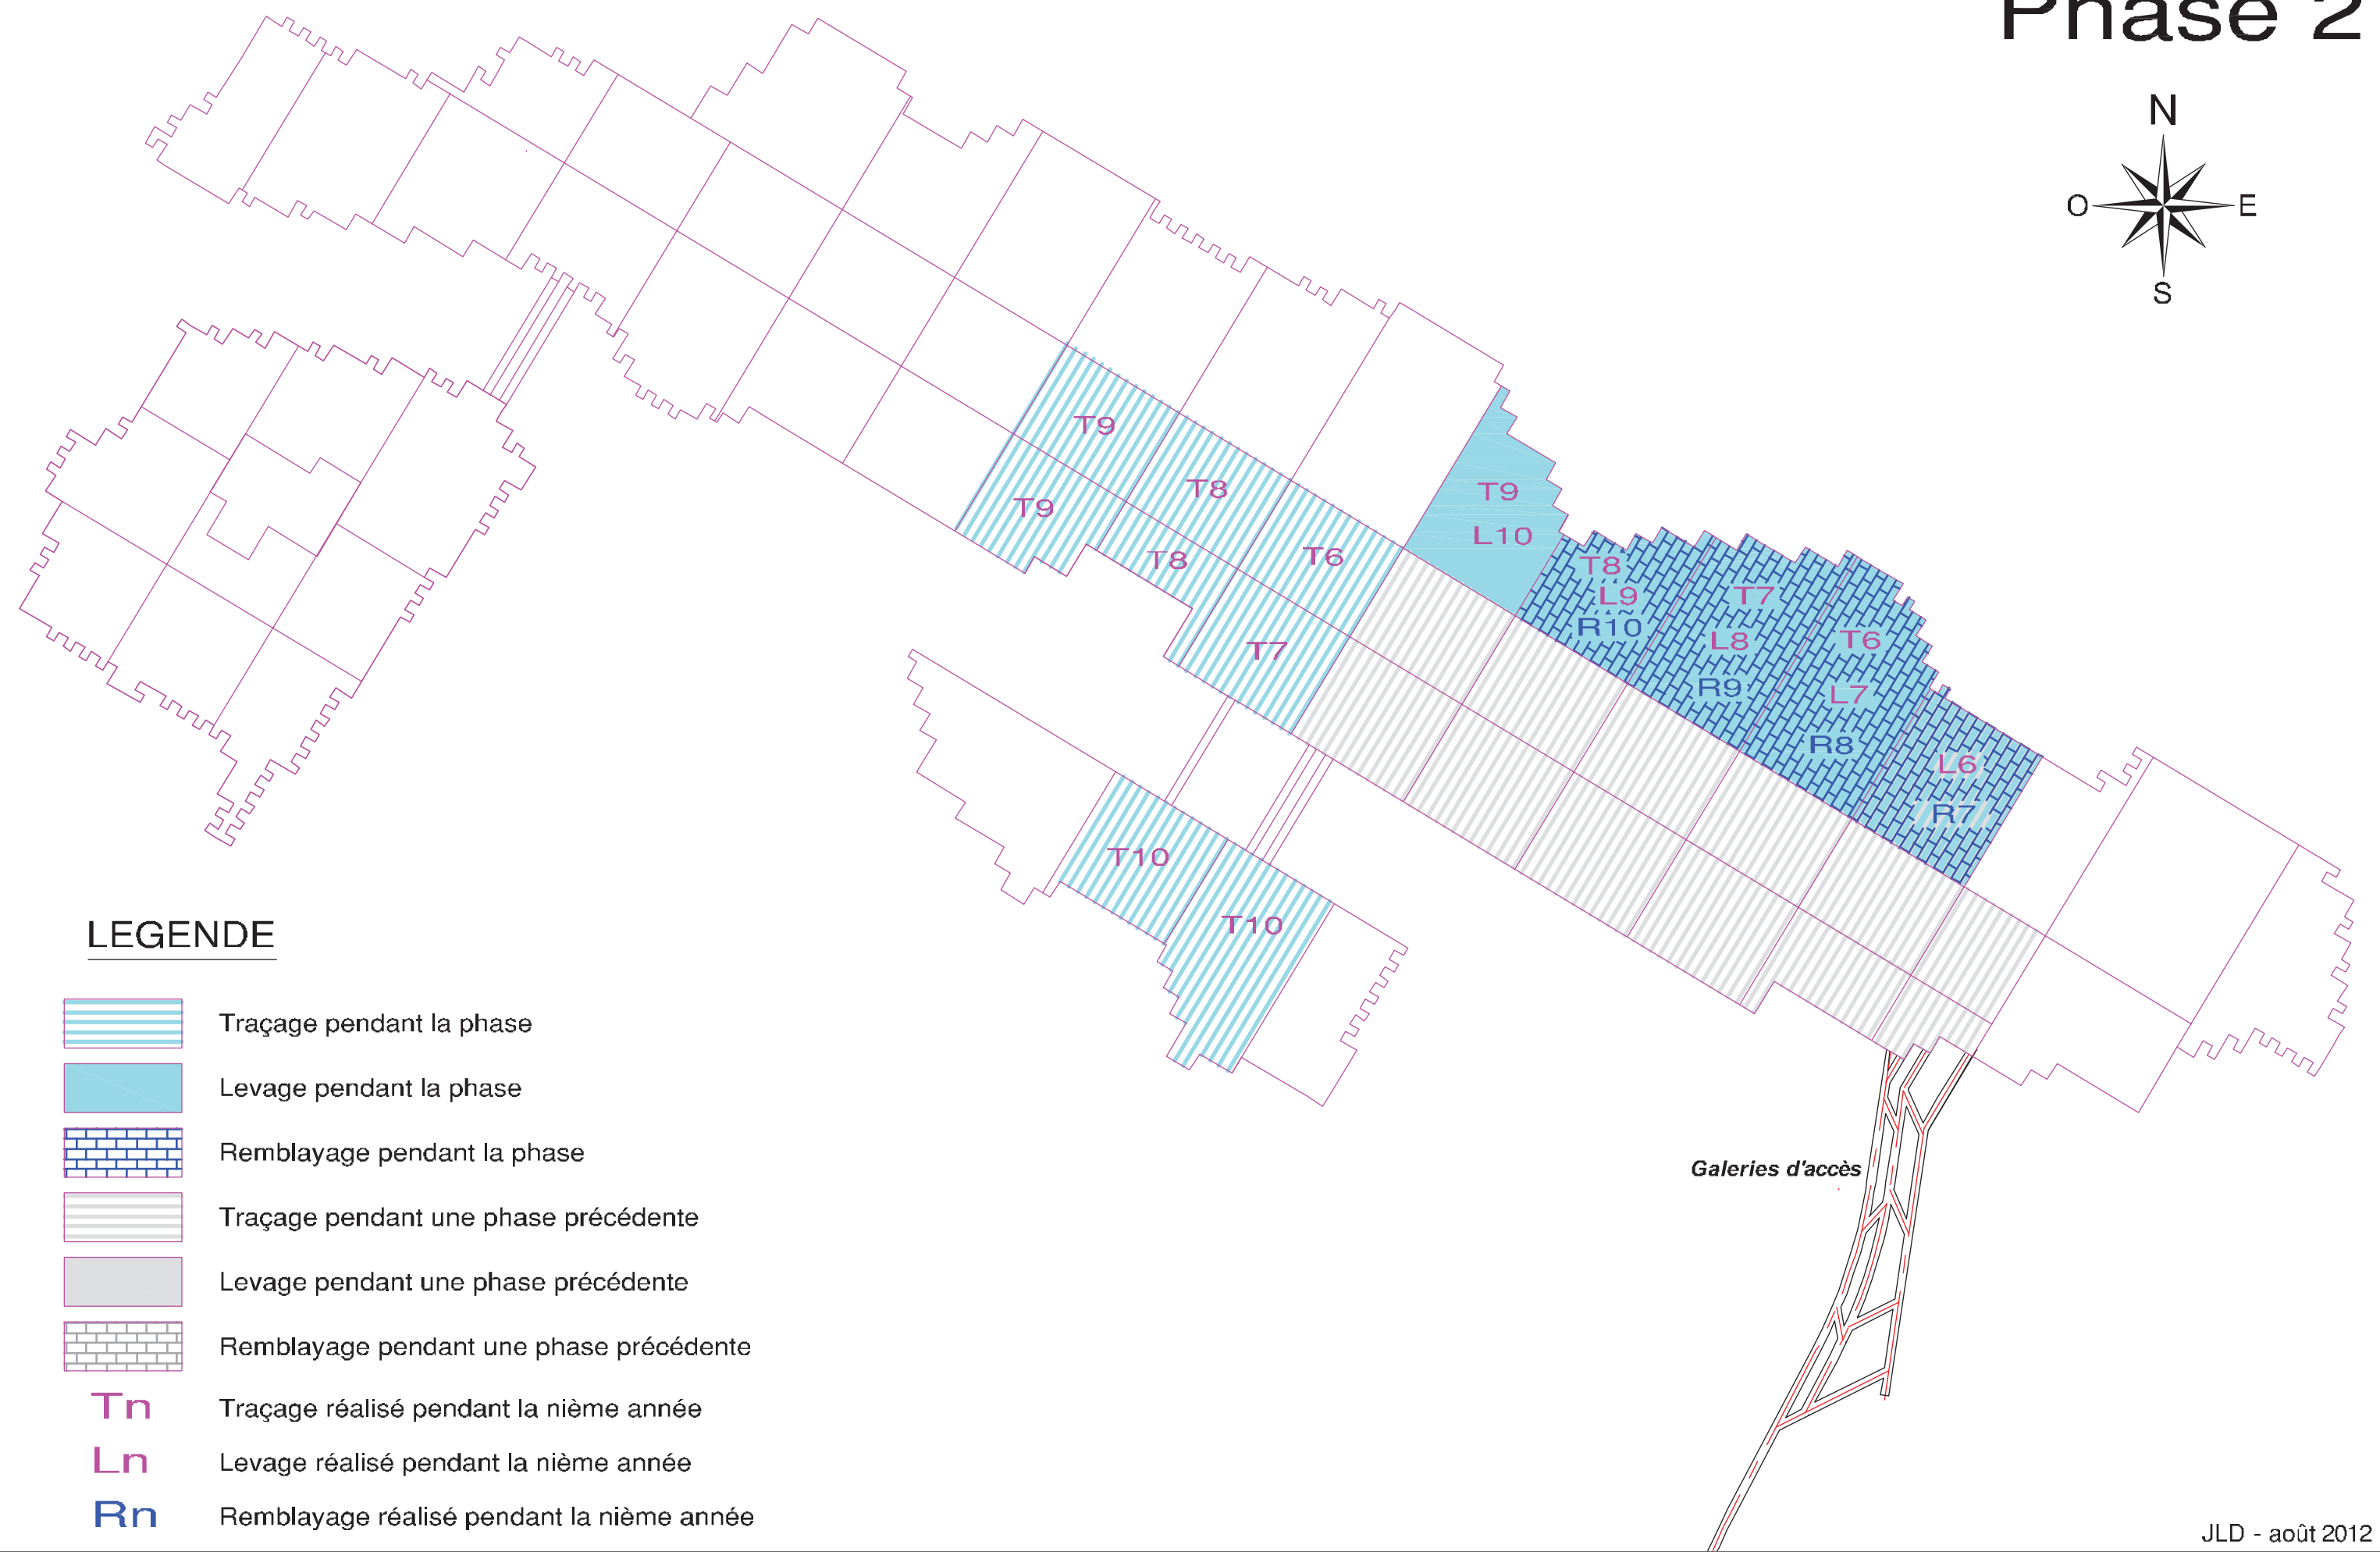 Phase 2
N
O
E
S
T9
T9
T8
T8
T6
T7
T9
L10
T8
L9
R10
T7
L8
R9
T6
L7
R8
L6
R7
T10
T10
LEGENDE
Traçage pendant la phase
Levage pendant la phase
Remblayage pendant la phase
Traçage pendant une phase précédente
Levage pendant une phase précédente
Remblayage pendant une phase précédente
Tn Traçage réalisé pendant la nième année
Ln Levage réalisé pendant la nième année
Rn Remblayage réalisé pendant la nième année
Galeries d'accès
JLD - août 2012